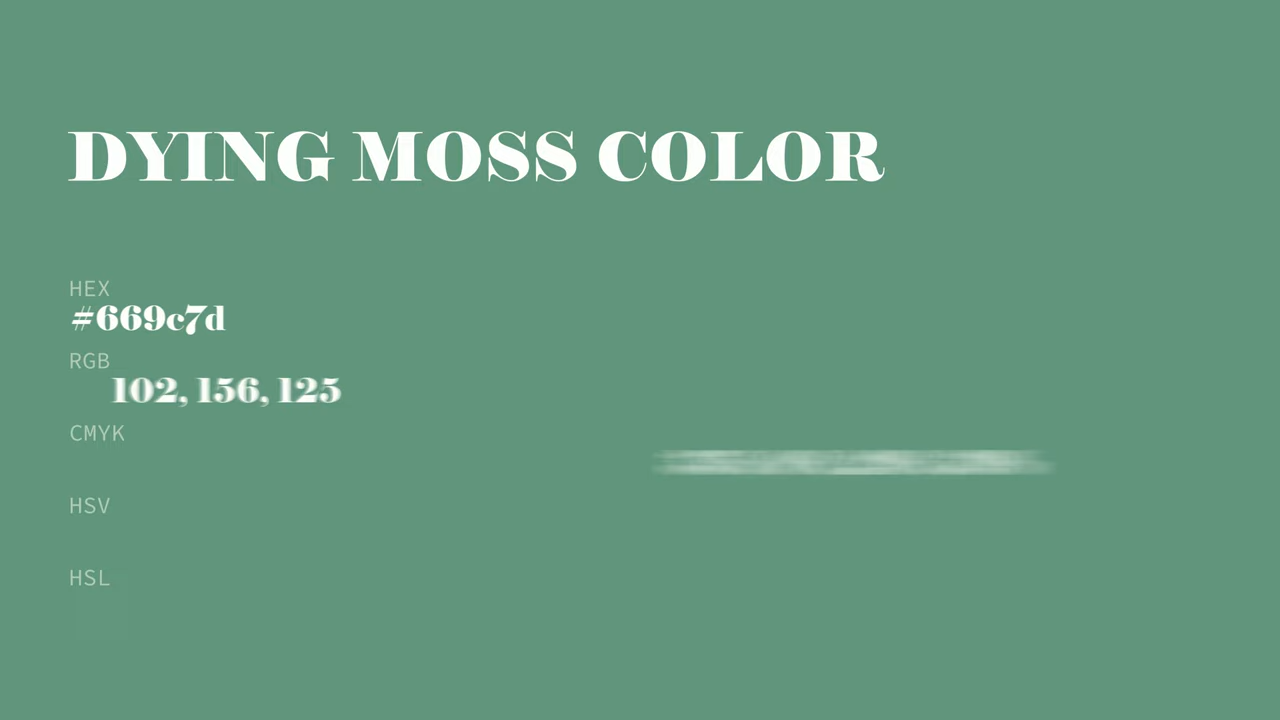 DYING MOSS COLOR
HEX
#669c7d
RGB
102, 156, 125
CMYK
HSV
HSL